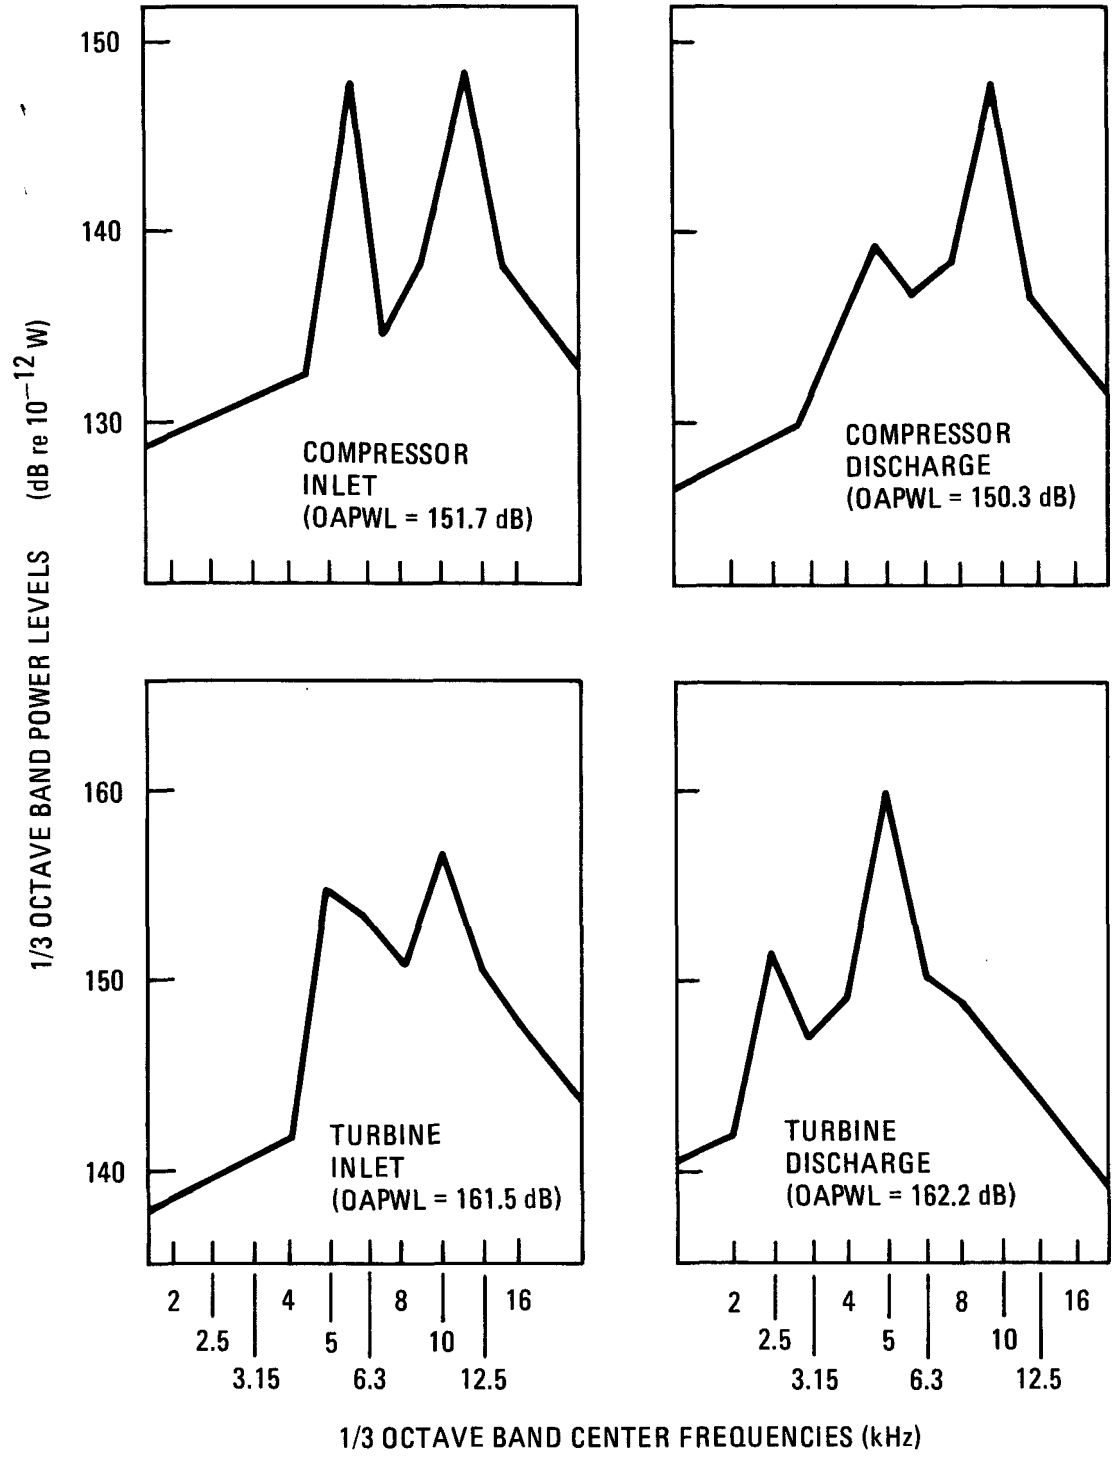 150
140
130
COMPRESSOR
INLET
(OAPWL = 151.7 dB)
COMPRESSOR
DISCHARGE
(OAPWL = 150.3 dB)
1/3 OCTAVE BAND POWER LEVELS (dB re 10⁻¹² W)
160
150
140
TURBINE
INLET
(OAPWL = 161.5 dB)
TURBINE
DISCHARGE
(OAPWL = 162.2 dB)
2 4 8 16
2.5 5 10
3.15 6.3 12.5
2 4 8 16
2.5 5 10
3.15 6.3 12.5
1/3 OCTAVE BAND CENTER FREQUENCIES (kHz)